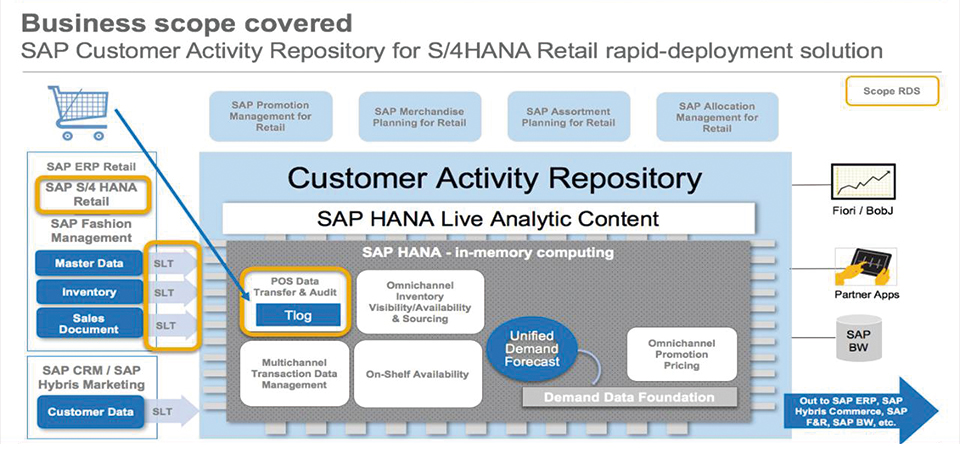 Business scope covered
SAP Customer Activity Repository for S/4HANA Retail rapid-deployment solution
Scope RDS
SAP Promotion
Management for
Retail
SAP Merchandise
Planning for Retail
SAP Assortment
Planning for Retail
SAP Allocation
Management for
Retail
SAP ERP Retail
SAP S/4 HANA
Retail
SAP Fashion
Management
Master Data
SLT
Inventory
SLT
Sales
Document
SLT
SAP CRM / SAP
Hybris Marketing
Customer Data
SLT
Customer Activity Repository
SAP HANA Live Analytic Content
SAP HANA - in-memory computing
POS Data
Transfer & Audit
Tlog
Omnichannel
Inventory
Visibility/Availability
& Sourcing
Multichannel
Transaction Data
Management
On-Shelf Availability
Unified
Demand
Forecast
Omnichannel
Promotion
Pricing
Demand Data Foundation
Fiori / BobJ
Partner Apps
SAP
BW
Out to SAP ERP, SAP
Hybris Commerce, SAP
F&R, SAP BW, etc.